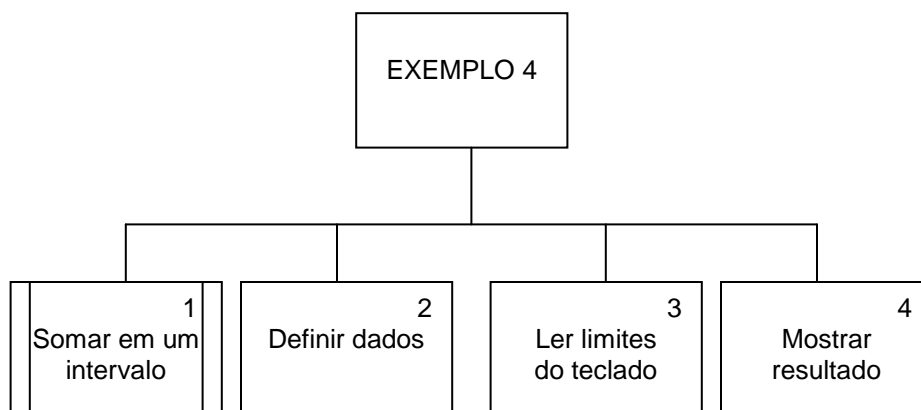 EXEMPLO 4
1
Somar em um
intervalo
2
Definir dados
3
Ler limites
do teclado
4
Mostrar
resultado